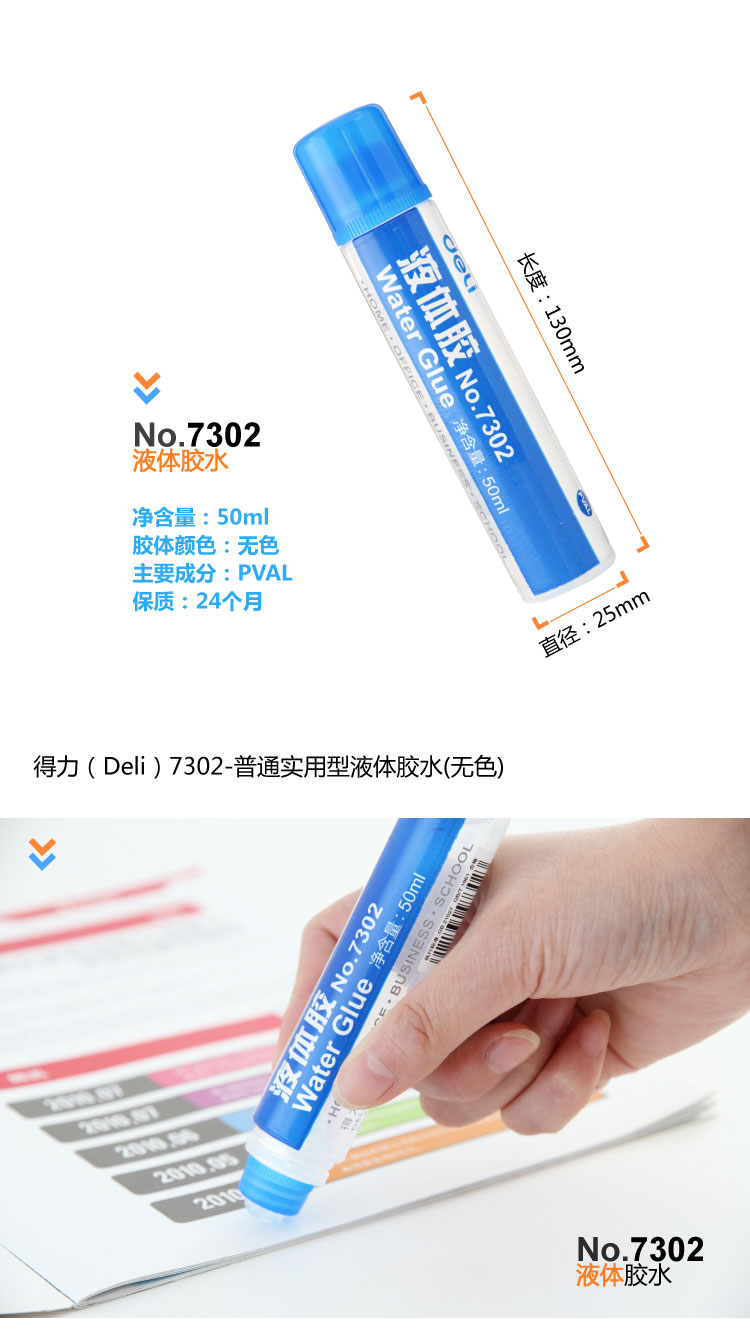 deli
液体胶 No.7302
Water Glue 净含量：50ml
·HOME·OFFICE·BUSINESS·SCHOOL
PVAL
长度：130mm
直径：25mm
No.7302
液体胶水
净含量：50ml
胶体颜色：无色
主要成分：PVAL
保质：24个月
得力（Deli）7302-普通实用型液体胶水(无色)
液体胶 No.7302
Water Glue 净含量：50ml
BUSINESS·SCHOOL
2010.07
2010.07
2010.06
2010.05
2010
No.7302
液体胶水